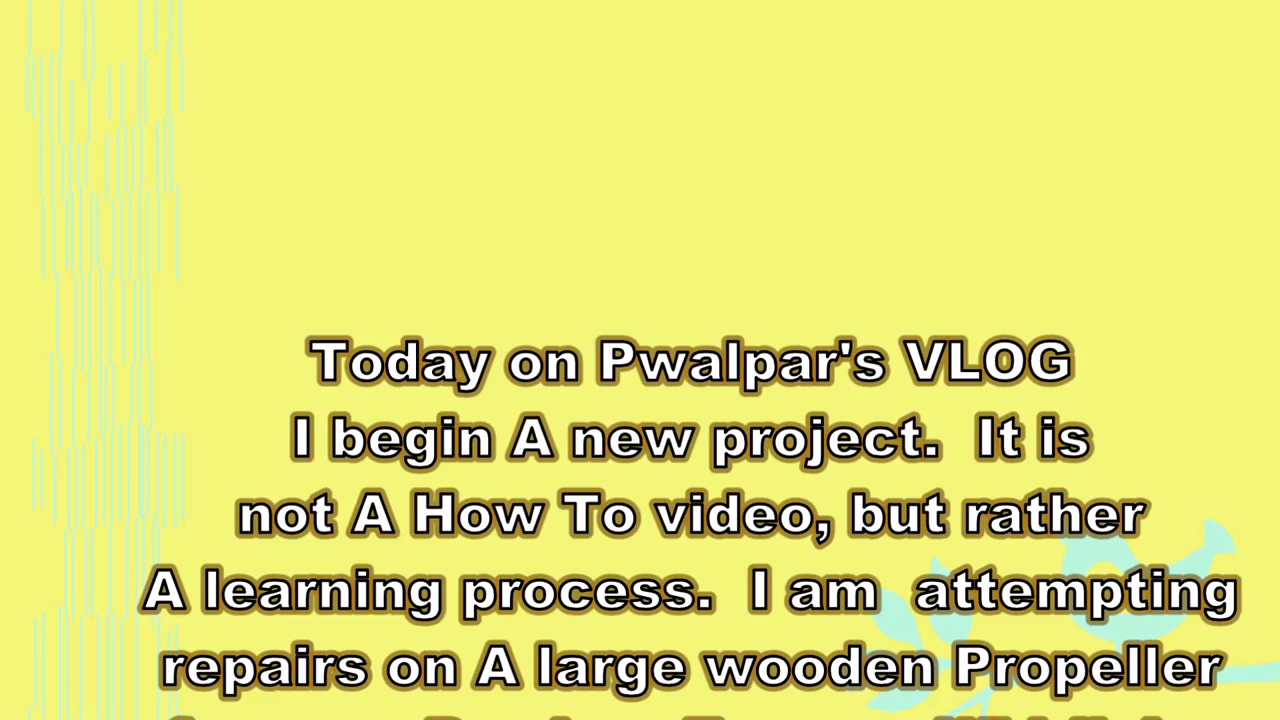 Today on Pwalpar's VLOG
I begin A new project.  It is
not A How To video, but rather
A learning process.  I am  attempting
repairs on A large wooden Propeller